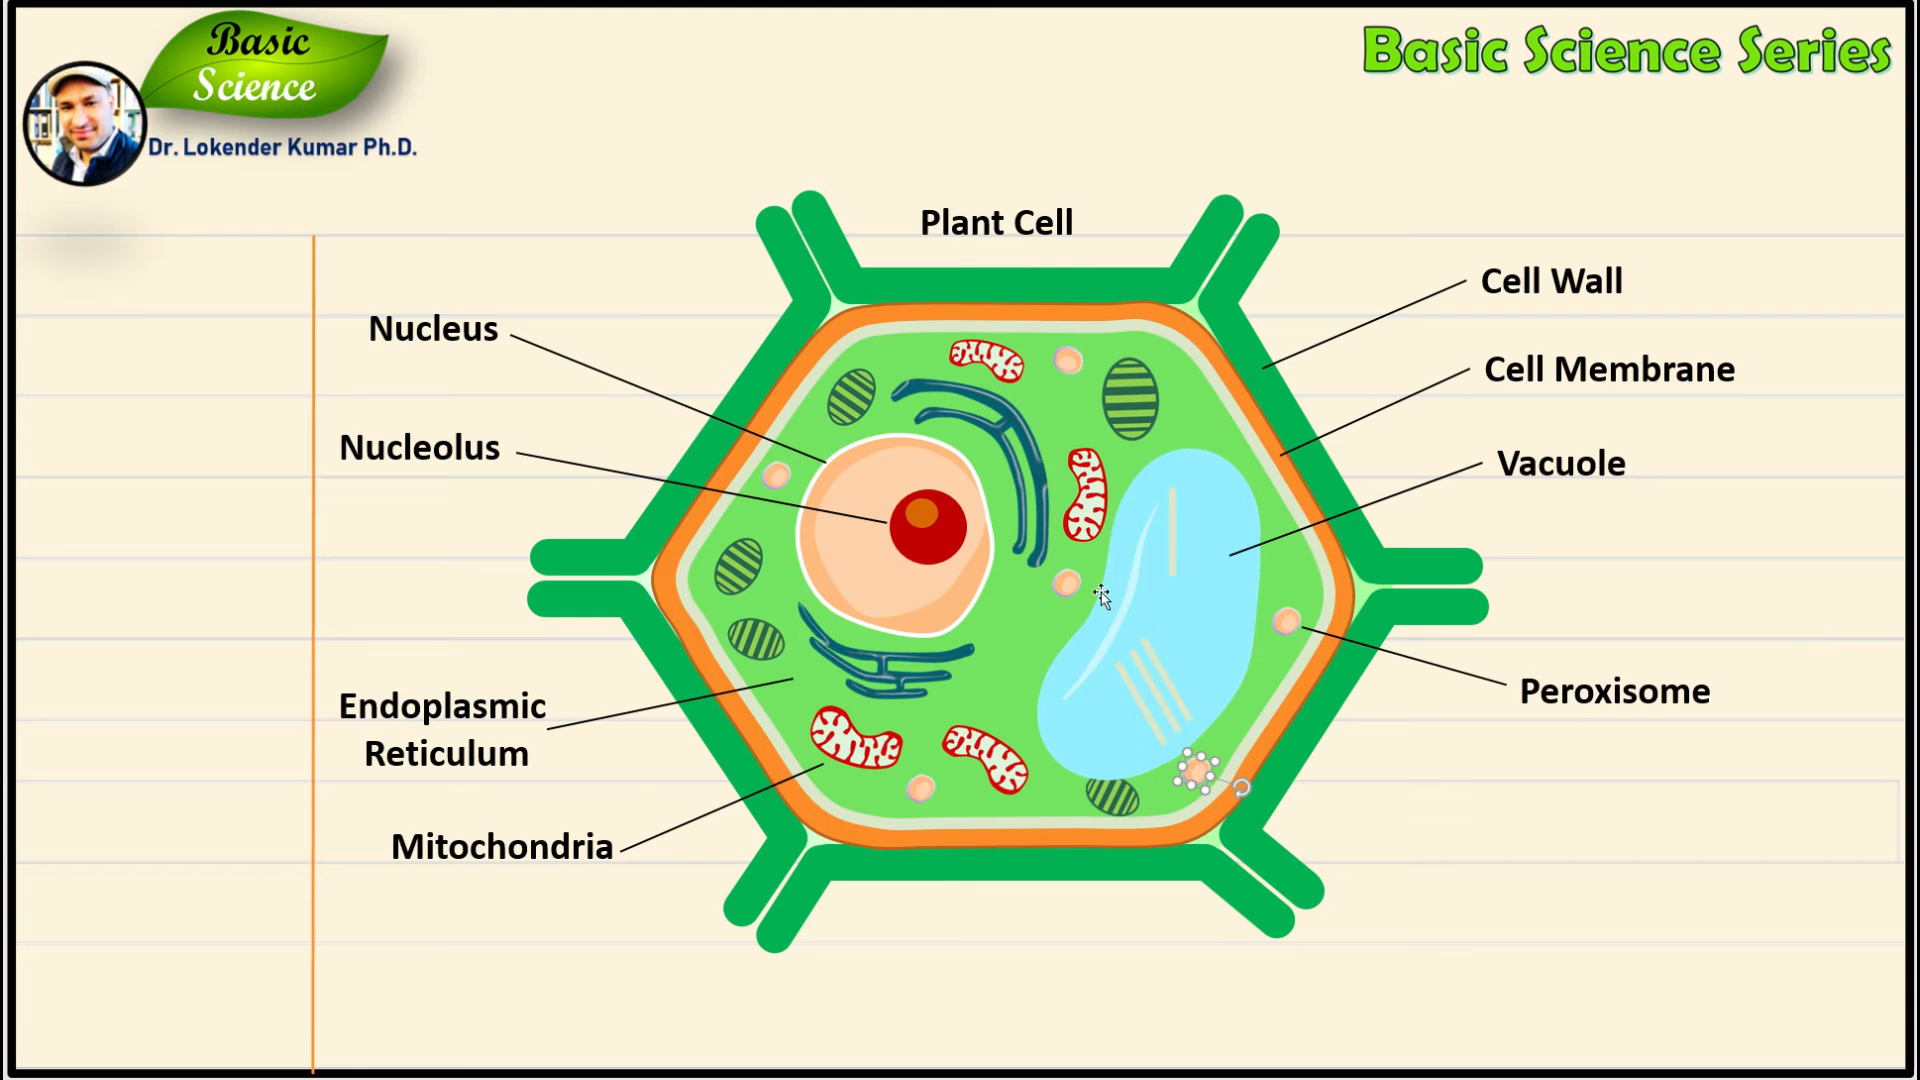 Basic
Science
Dr. Lokender Kumar Ph.D.
Basic Science Series
Plant Cell
Nucleus
Nucleolus
Endoplasmic
Reticulum
Mitochondria
Cell Wall
Cell Membrane
Vacuole
Peroxisome